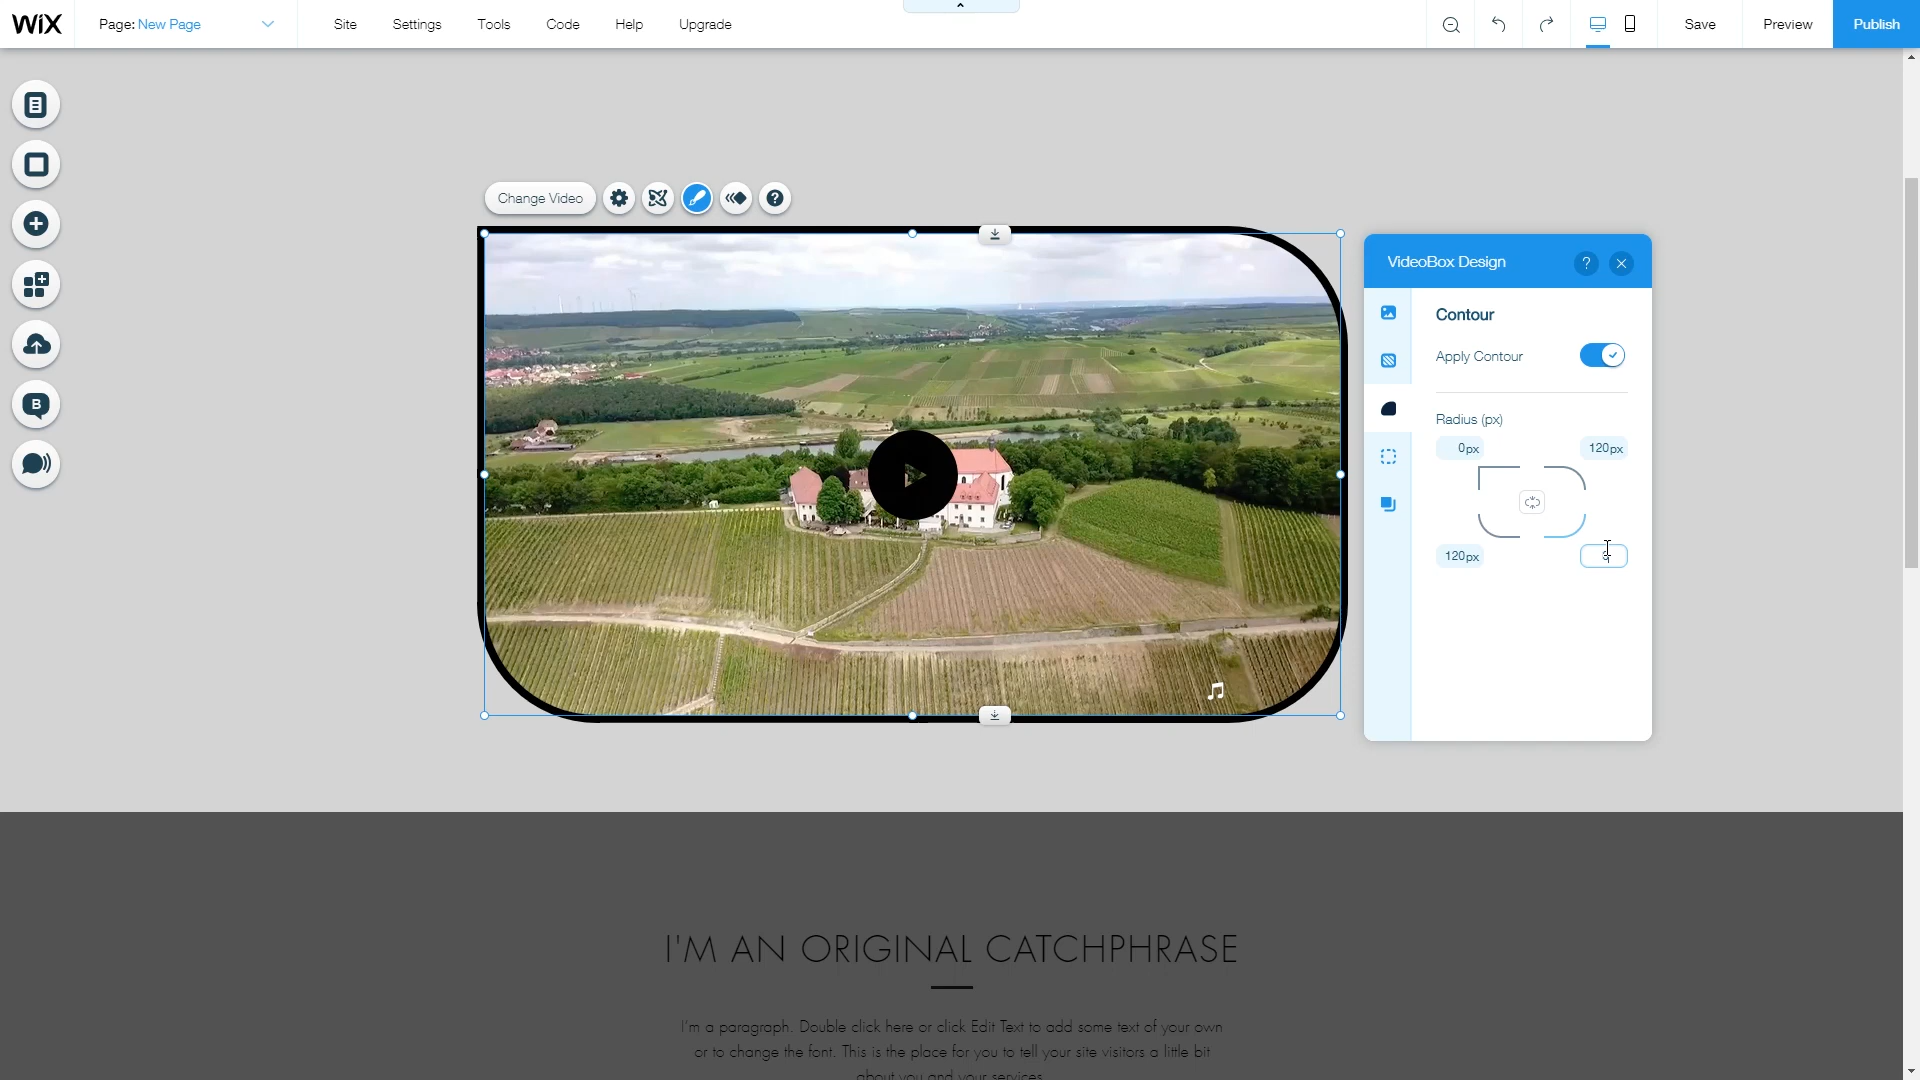 WiX
Page: New Page
Site
Settings
Tools
Code
Help
Upgrade
Save
Preview
Publish
B
Change Video
?
VideoBox Design
?
Contour
Apply Contour
Radius (px)
0px
120px
120px
I'M AN ORIGINAL CATCHPHRASE
I'm a paragraph. Double click here or click Edit Text to add some text of your own
or to change the font. This is the place for you to tell your site visitors a little bit
about you and your services.